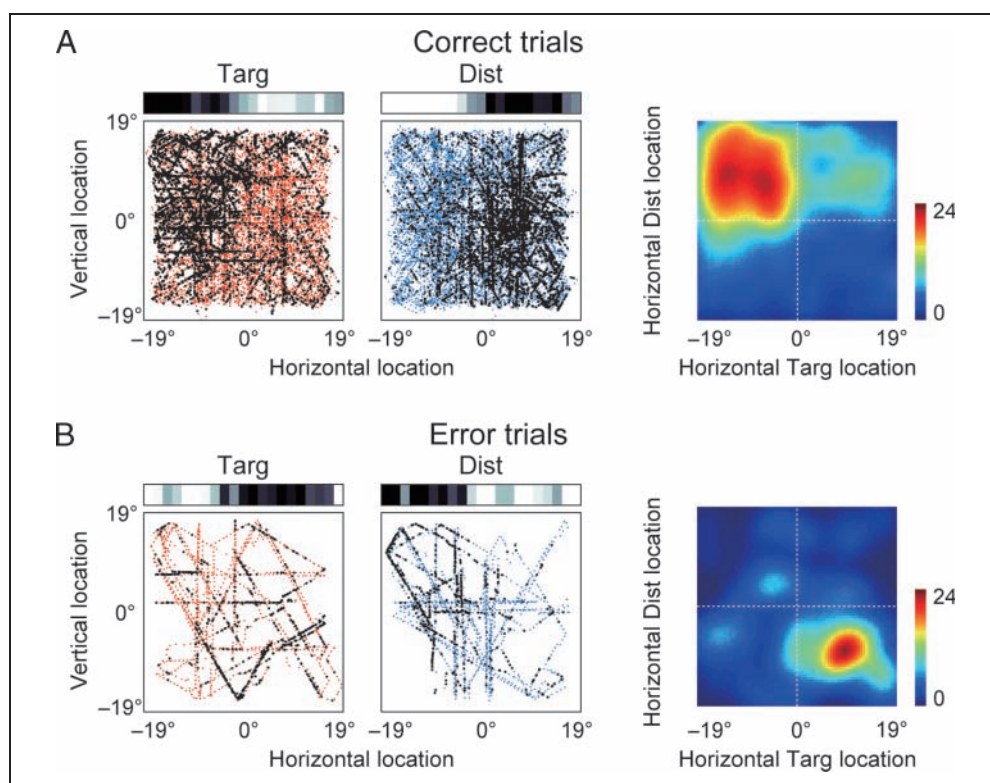 A
Correct trials
Targ
Dist
Vertical location
19°
0°
–19°
–19°
0°
19°
–19°
0°
19°
Horizontal location
Horizontal Dist location
24
0
–19°
0°
19°
Horizontal Targ location
B
Error trials
Targ
Dist
Vertical location
19°
0°
–19°
–19°
0°
19°
–19°
0°
19°
Horizontal location
Horizontal Dist location
24
0
–19°
0°
19°
Horizontal Targ location